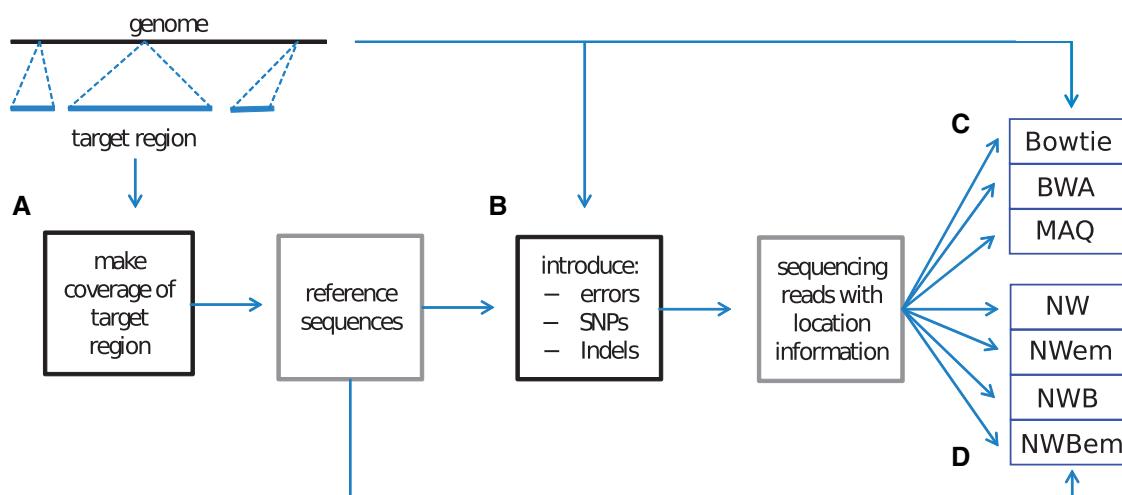 genome
target region
A
make
coverage of
target
region
reference
sequences
B
introduce:
– errors
– SNPs
– Indels
sequencing
reads with
location
information
C
Bowtie
BWA
MAQ
NW
NWem
NWB
NWBem
D